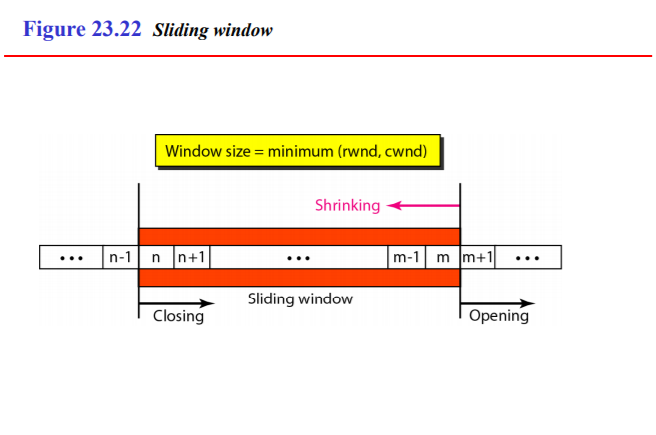 Figure 23.22 Sliding window
Window size = minimum (rwnd, cwnd)
Shrinking
••• n-1 n n+1 ••• m-1 m m+1 •••
Sliding window
Closing
Opening